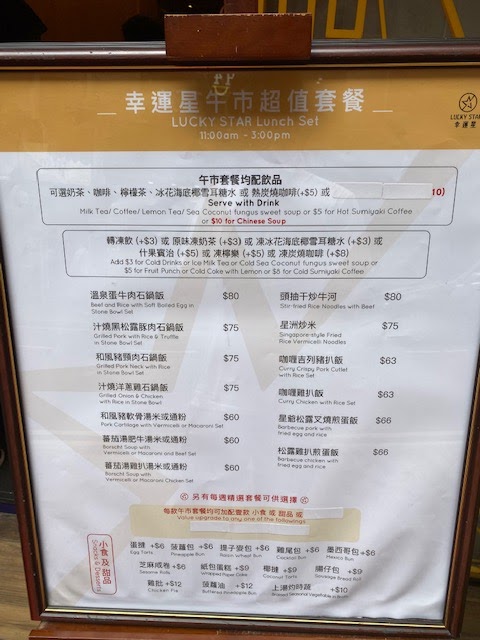 幸運星午市超值套餐
LUCKY STAR Lunch Set
11:00am - 3:00pm
LUCKY STAR
幸運星
午市套餐均配飲品
可選奶茶、咖啡、檸檬茶、冰花海底椰雪耳糖水 或 熱炭燒咖啡(+$5) 或 10)
Serve with Drink
Milk Tea/ Coffee/ Lemon Tea/ Sea Coconut fungus sweet soup or $5 for Hot Sumiyaki Coffee
or $10 for Chinese Soup
轉凍飲 (+$3) 或 原味凍奶茶 (+$3) 或 凍冰花海底椰雪耳糖水 (+$3) 或
什果賓治 (+$5) 或 凍檸樂 (+$5) 或 凍炭燒咖啡 (+$8)
Add $3 for Cold Drinks or Ice Milk Tea or Cold Sea Coconut fungus sweet soup or
$5 for Fruit Punch or Cold Coke with Lemon or $8 for Cold Sumiyaki Coffee
溫泉蛋牛肉石鍋飯 $80
Beef and Rice with Soft Boiled Egg in
Stone Bowl Set
汁燒黑松露豚肉石鍋飯 $75
Grilled Pork with Rice & Truffle
in Stone Bowl Set
和風豬頸肉石鍋飯 $75
Grilled Pork Neck with Rice
in Stone Bowl Set
汁燒洋蔥雞石鍋飯 $75
Grilled Onion & Chicken
with Rice in Stone Bowl
和風豬軟骨湯米或通粉 $60
Pork Cartilage with Vermicelli or Macaroni Set
蕃茄湯肥牛湯米或通粉 $60
Borscht Soup with
Vermicelli or Macaroni and Beef Set
蕃茄湯雞扒湯米或通粉 $60
Borscht Soup with
Vermicelli or Macaroni Chicken Set
頭抽干炒牛河 $80
Stir-fried Rice Noodles with Beef
星洲炒米 $75
Singapore-style Fried
Rice Vermicelli Noodles
咖喱吉列豬扒飯 $63
Curry Crispy Pork Cutlet
with Rice Set
咖喱雞扒飯 $63
Curry Chicken with Rice Set
星爺松露叉燒煎蛋飯 $66
Barbecue pork with
fried egg and rice
松露雞扒煎蛋飯 $66
Barbecue chicken with
fried egg and rice
另有每週精選套餐可供選擇
每款午市套餐均可加配豐飲 小食 或 甜品 或
Value upgrade to any one of the followings
小食及甜品
Snacks & Desserts
蛋撻 +$6 菠蘿包 +$6 提子麥包 +$6 雞尾包 +$6 墨西哥包 +$6
Egg Tarts Pineapple Bun Raisin Wheat Bun Cocktail Bun Mexico Bun
芝麻咸卷 +$6 紙包蛋糕 +$9 椰撻 +$9 腸仔包 +$9
Sesame Rolls Wrapped Paper Cake Coconut Tarts Sausage Bread Roll
雞批 +$12 菠蘿油 +$12 上湯灼時蔬 +$10
Chicken Pie Buttered Pineapple Bun Seasonal Vegetable in Broth